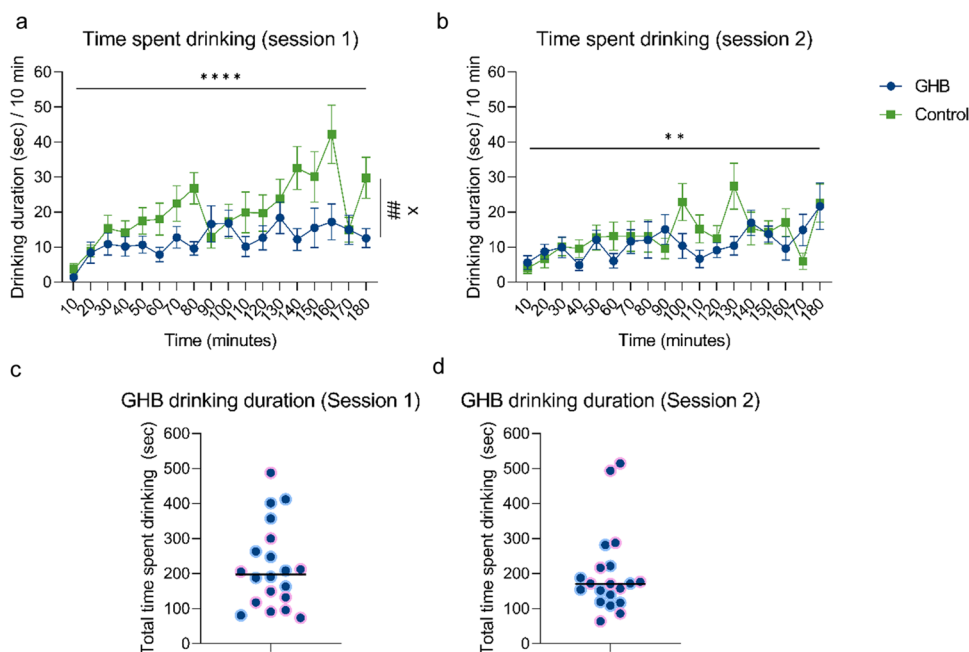 a
Time spent drinking (session 1)
Drinking duration (sec) / 10 min
60
50
40
30
20
10
0
****
##
x
10 20 30 40 50 60 70 80 90 100 110 120 130 140 150 160 170 180
Time (minutes)
b
Time spent drinking (session 2)
Drinking duration (sec) / 10 min
60
50
40
30
20
10
0
**
10 20 30 40 50 60 70 80 90 100 110 120 130 140 150 160 170 180
Time (minutes)
GHB
Control
c
GHB drinking duration (Session 1)
Total time spent drinking (sec)
600
500
400
300
200
100
0
d
GHB drinking duration (Session 2)
Total time spent drinking (sec)
600
500
400
300
200
100
0